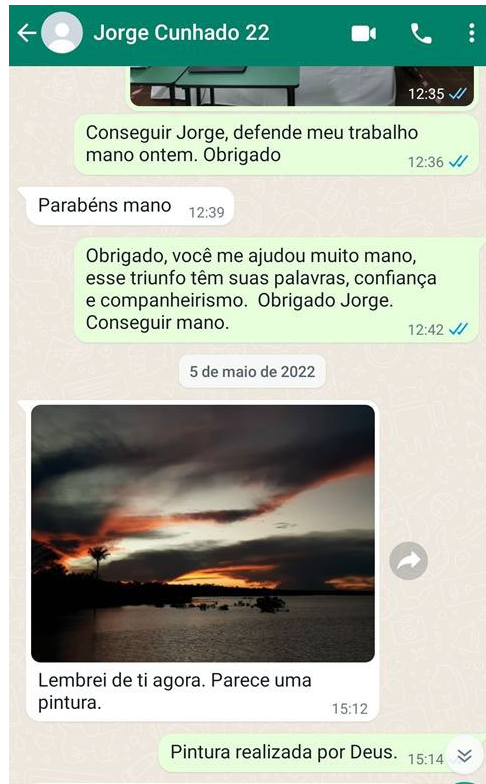 Jorge Cunhado 22
12:35
Conseguir Jorge, defende meu trabalho
mano ontem. Obrigado
12:36
Parabéns mano
12:39
Obrigado, você me ajudou muito mano,
esse triunfo têm suas palavras, confiança
e companheirismo. Obrigado Jorge.
Conseguir mano.
12:42
5 de maio de 2022
Lembrei de ti agora. Parece uma
pintura.
15:12
Pintura realizada por Deus.
15:14